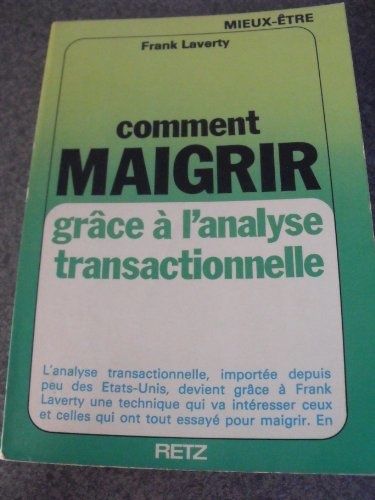 MIEUX-ÊTRE
Frank Laverty
comment
MAIGRIR
grâce à l'analyse
transactionnelle
L'analyse transactionnelle, importée depuis
peu des Etats-Unis, devient grâce à Frank
Laverty une technique qui va intéresser ceux
et celles qui ont tout essayé pour maigrir. En
RETZ